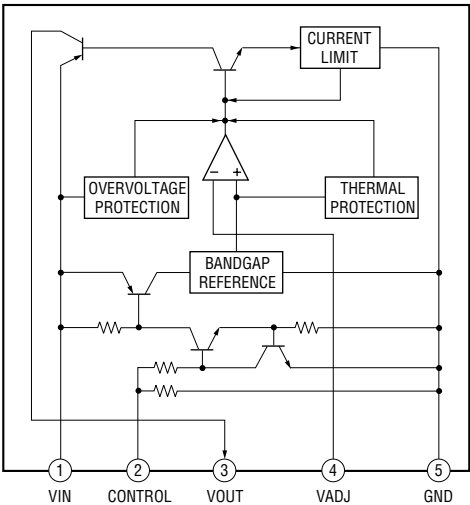 CURRENT
LIMIT
− +
OVERVOLTAGE
PROTECTION
THERMAL
PROTECTION
BANDGAP
REFERENCE
1 2 3 4 5
VIN CONTROL VOUT VADJ GND